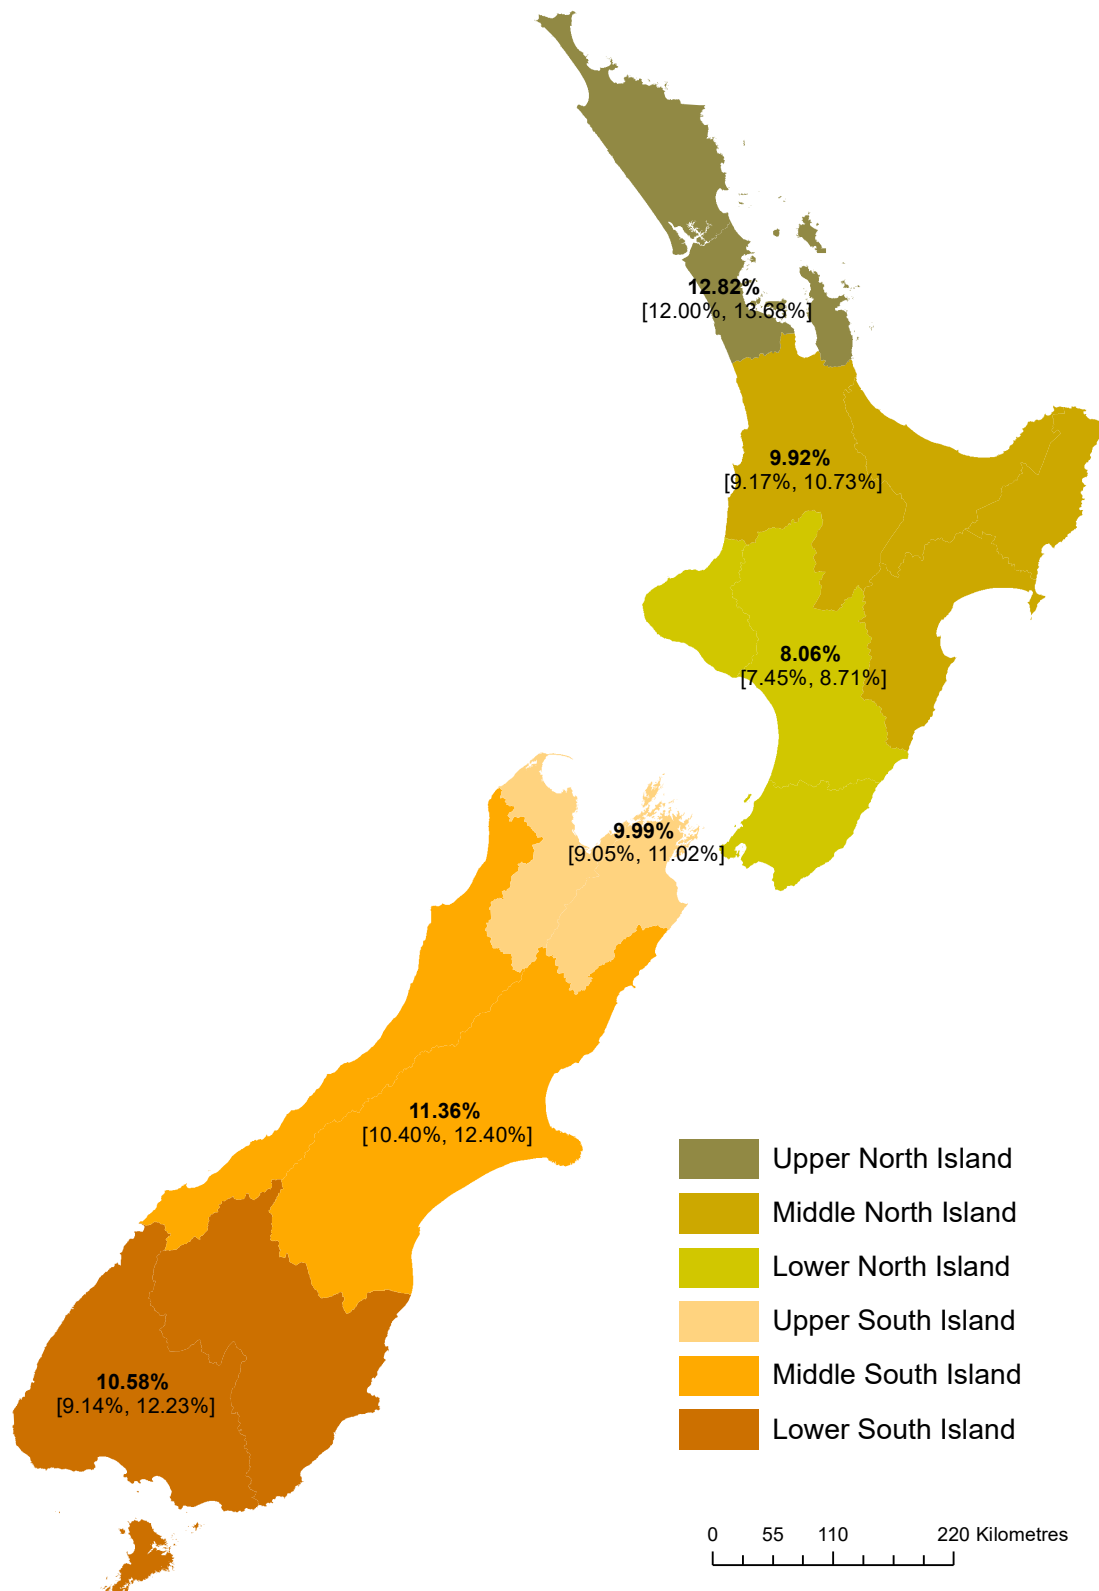 12.82%
[12.00%, 13.68%]
9.92%
[9.17%, 10.73%]
8.06%
[7.45%, 8.71%]
9.99%
[9.05%, 11.02%]
11.36%
[10.40%, 12.40%]
10.58%
[9.14%, 12.23%]
Upper North Island
Middle North Island
Lower North Island
Upper South Island
Middle South Island
Lower South Island
0 55 110 220 Kilometres